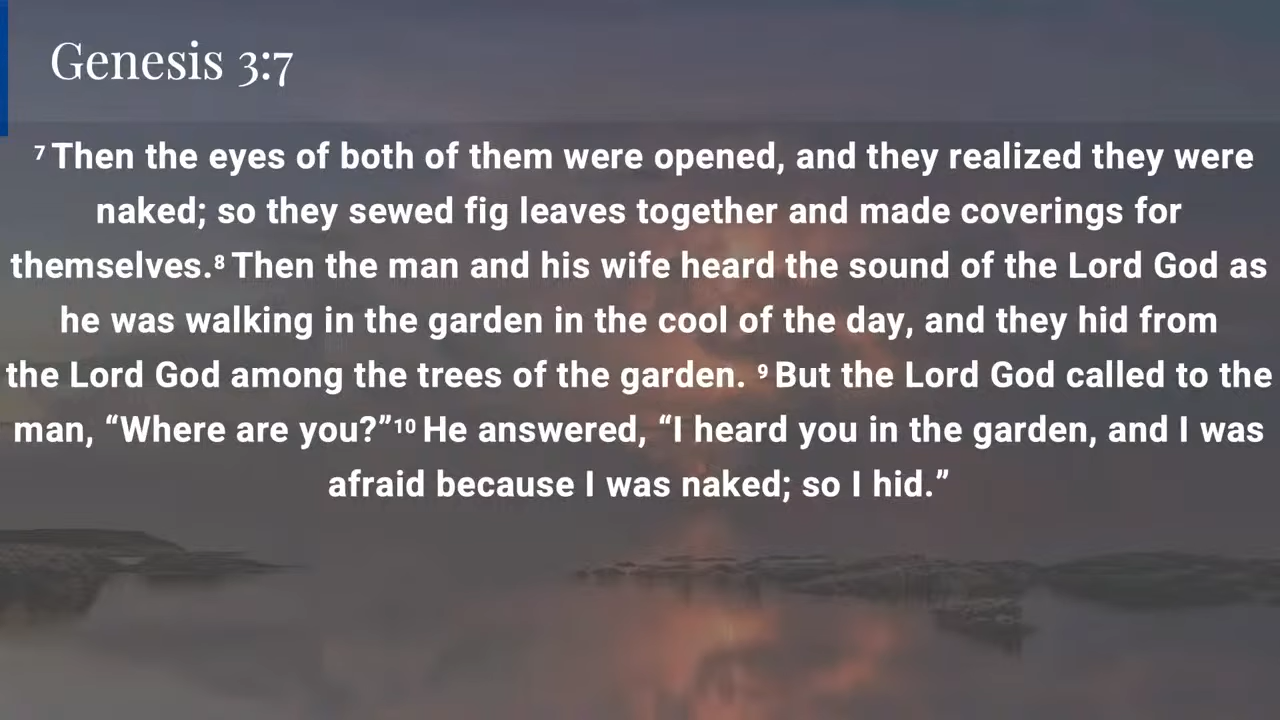 Genesis 3:7
7 Then the eyes of both of them were opened, and they realized they were
naked; so they sewed fig leaves together and made coverings for
themselves.8 Then the man and his wife heard the sound of the Lord God as
he was walking in the garden in the cool of the day, and they hid from
the Lord God among the trees of the garden. 9 But the Lord God called to the
man, “Where are you?”10 He answered, “I heard you in the garden, and I was
afraid because I was naked; so I hid.”